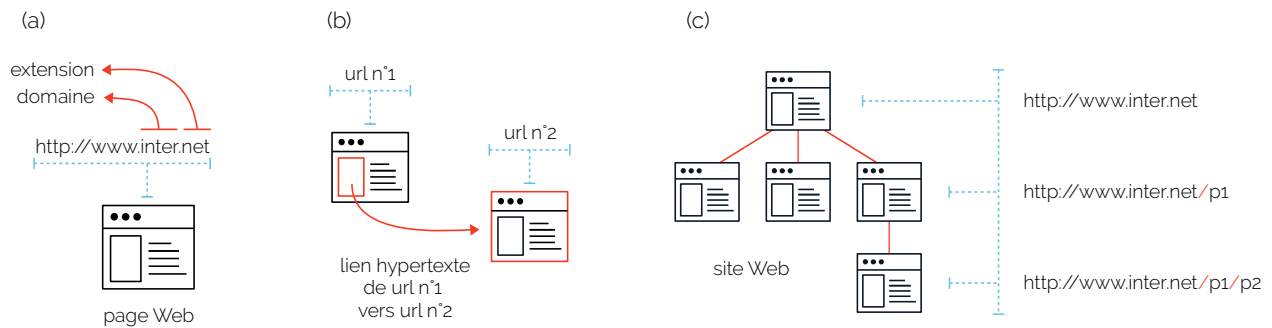 (a)
extension
domaine
http://www.inter.net
page Web
(b)
url n°1
url n°2
lien hypertexte
de url n°1
vers url n°2
(c)
site Web
http://www.inter.net
http://www.inter.net/p1
http://www.inter.net/p1/p2